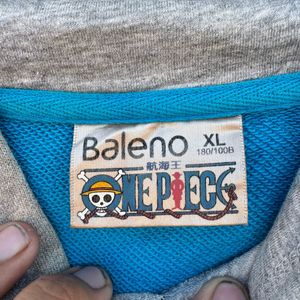 Baleno XL
180/100B
航海王
ONE PIECE